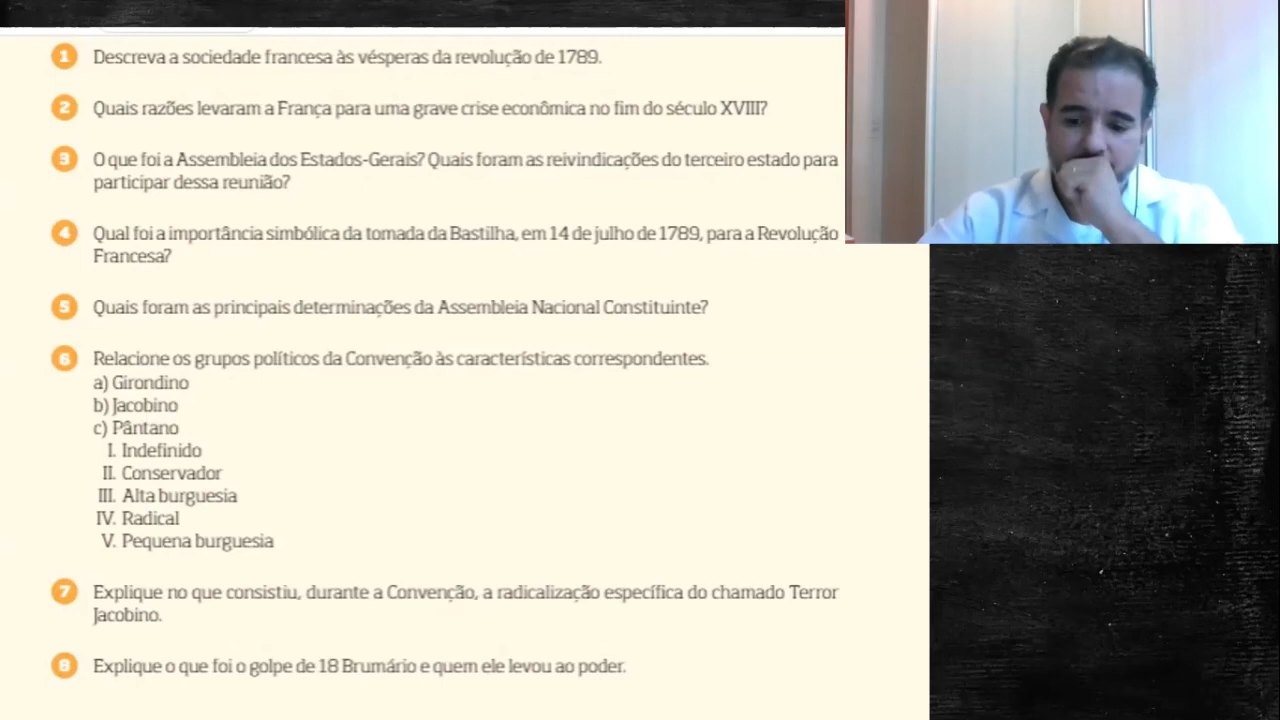 1 Descreva a sociedade francesa às vésperas da revolução de 1789.
2 Quais razões levaram a França para uma grave crise econômica no fim do século XVIII?
3 O que foi a Assembleia dos Estados-Gerais? Quais foram as reivindicações do terceiro estado para
participar dessa reunião?
4 Qual foi a importância simbólica da tomada da Bastilha, em 14 de julho de 1789, para a Revolução
Francesa?
5 Quais foram as principais determinações da Assembleia Nacional Constituinte?
6 Relacione os grupos políticos da Convenção às características correspondentes.
a) Girondino
b) Jacobino
c) Pântano
I. Indefinido
II. Conservador
III. Alta burguesia
IV. Radical
V. Pequena burguesia
7 Explique no que consistiu, durante a Convenção, a radicalização específica do chamado Terror
Jacobino.
8 Explique o que foi o golpe de 18 Brumário e quem ele levou ao poder.